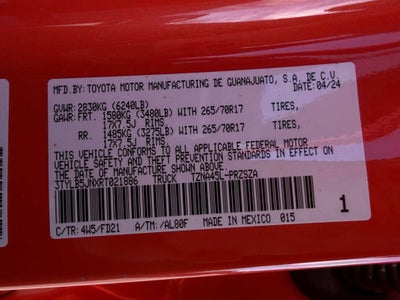 MFD.BY:TOYOTA MOTOR MANUFACTURING DE GUANAJUATO, S.A. DE C.V.
DATE: 04/24
GVWR: 2830KG (6240LB)
GAWR: FRT. 1580KG (3480LB) WITH 265/70R17 TIRES,
17X7.5J RIMS
RR. 1485KG (3275LB) WITH 265/70R17 TIRES,
17X7.5J RIMS
THIS VEHICLE CONFORMS TO ALL APPLICABLE FEDERAL MOTOR
VEHICLE SAFETY AND THEFT PREVENTION STANDARDS IN EFFECT ON
THE DATE OF MANUFACTURE SHOWN ABOVE
3TYLB5JNXRT021886 TRUCK TZNA45L-PRZSZA
C/TR: 4W5/FD21 A/TM: /AL80F MADE IN MEXICO 015 1